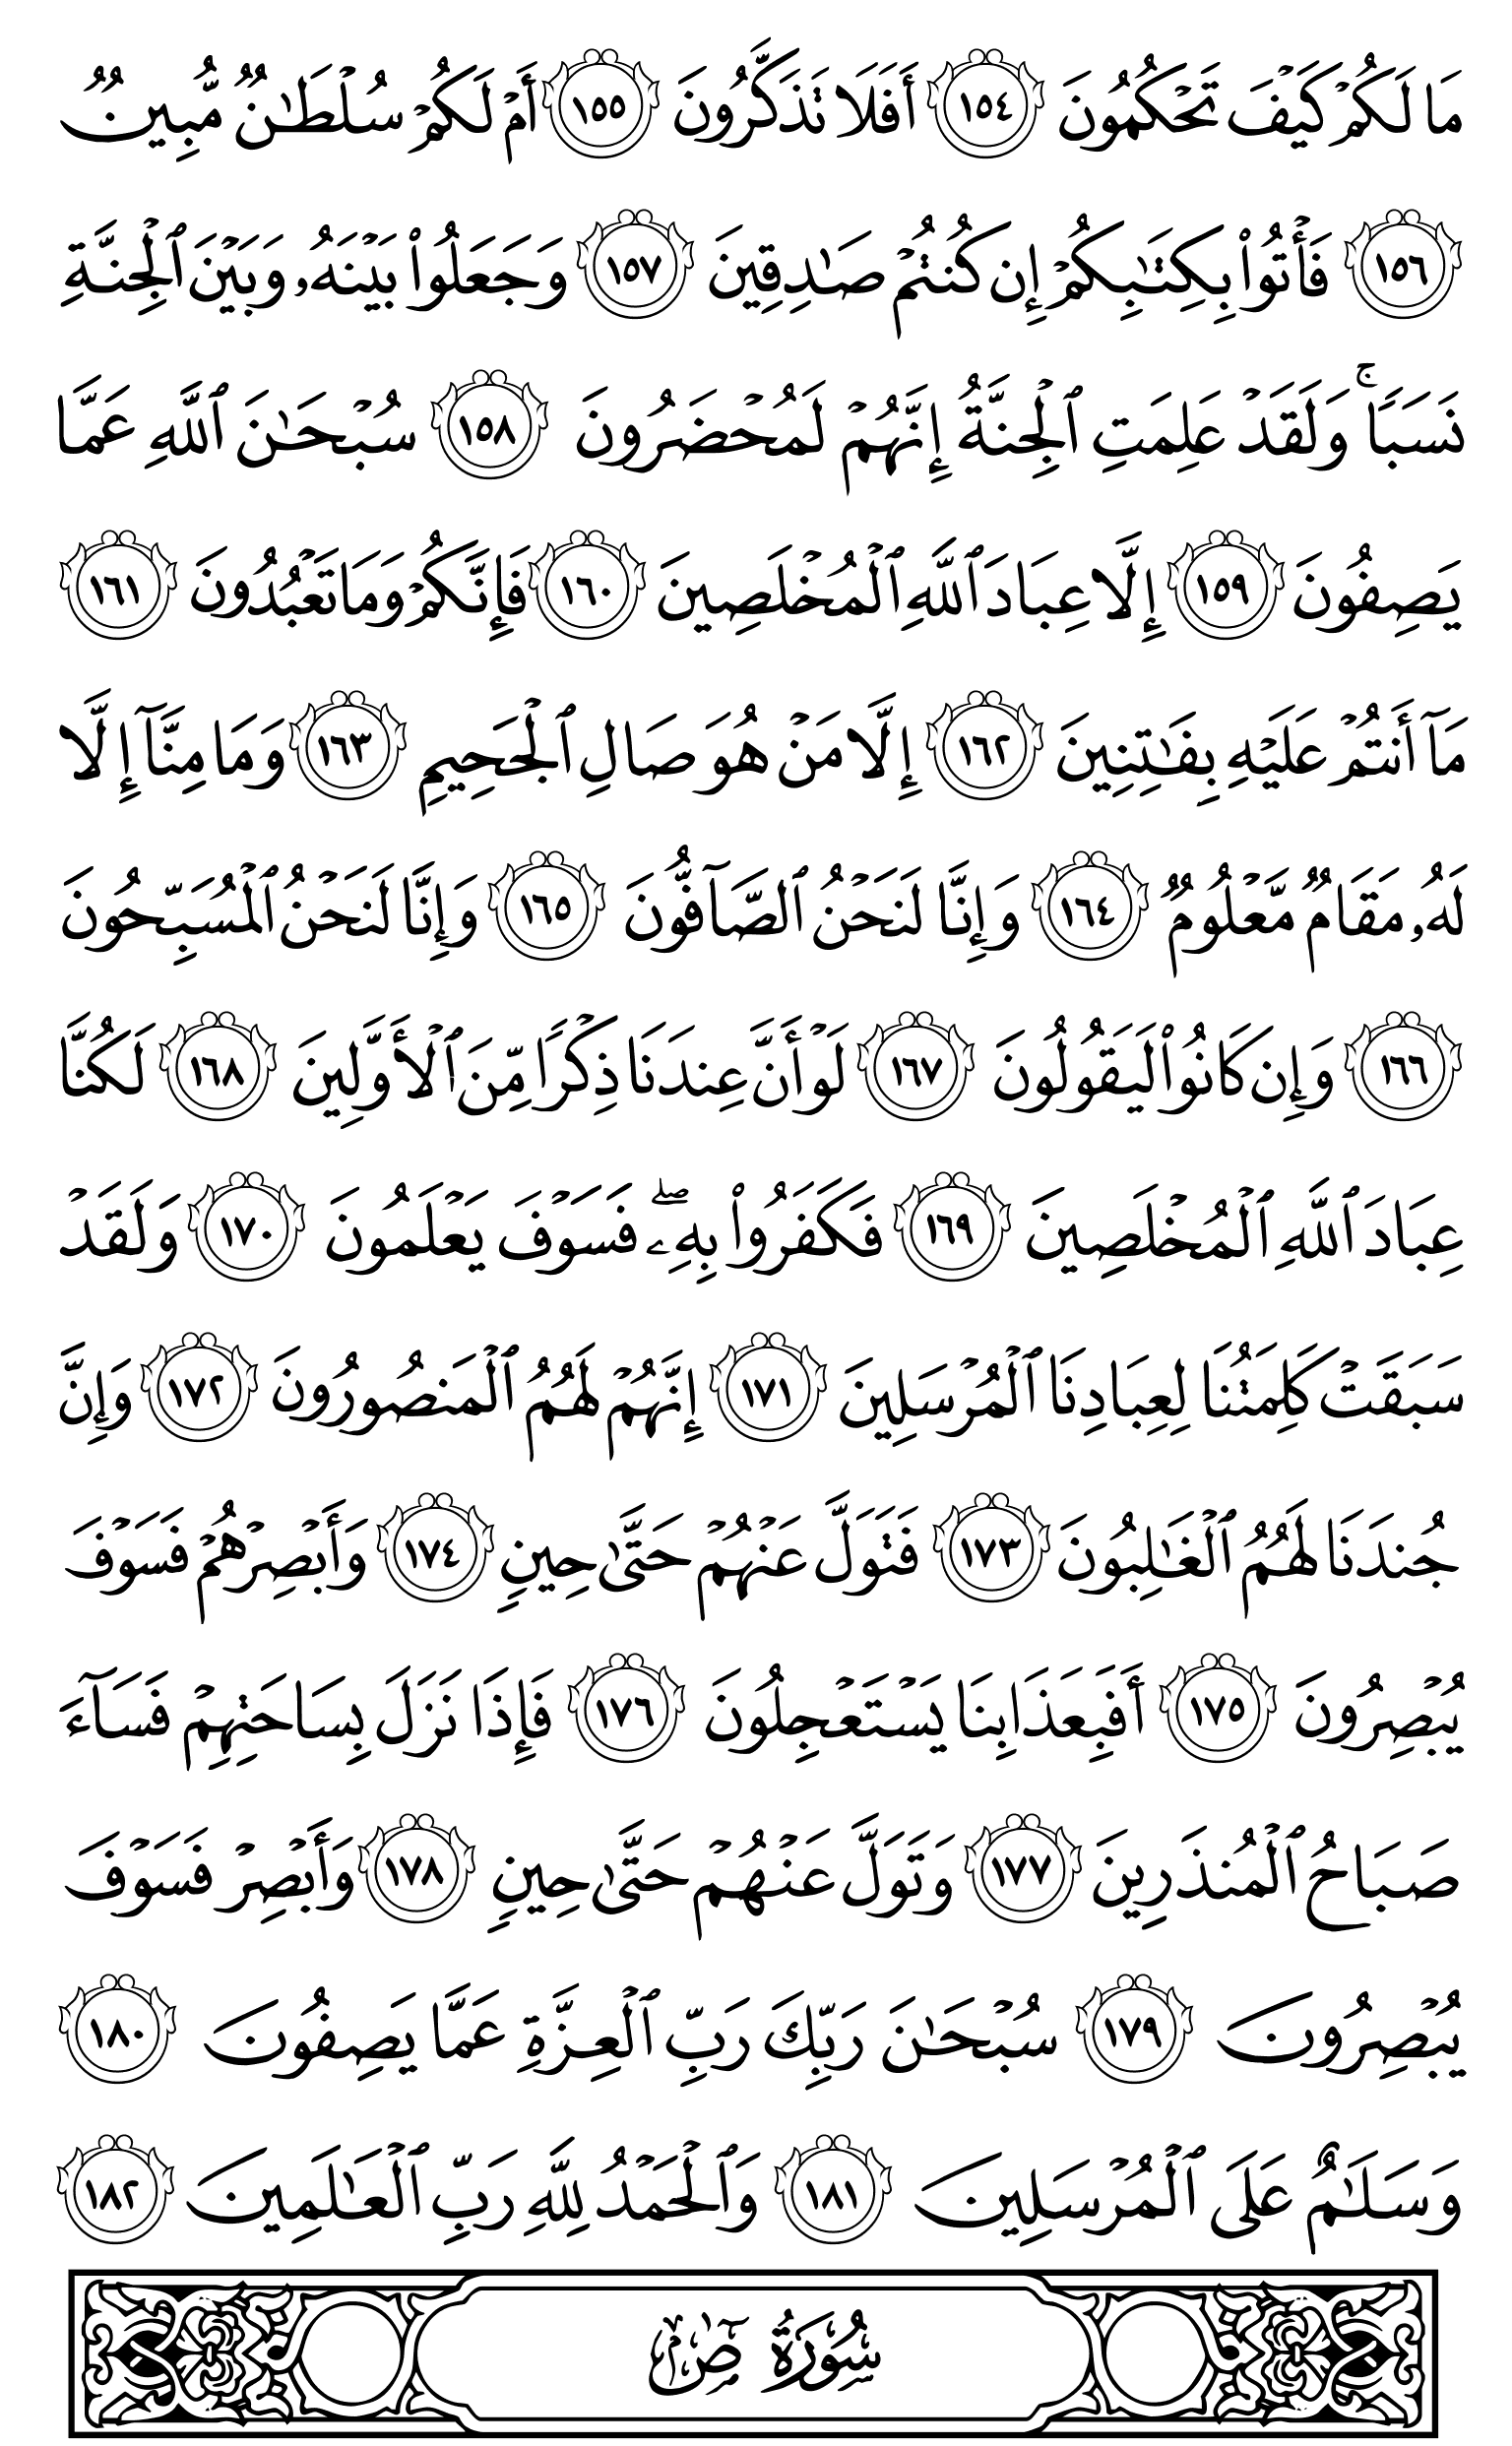 مَا لَكُمْ كَيْفَ تَحْكُمُونَ ١٥٤ أَفَلَا تَذَكَّرُونَ ١٥٥ أَمْ لَكُمْ سُلْطَـٰنٌ مُّبِينٌ
١٥٦ فَأْتُوا۟ بِكِتَـٰبِكُمْ إِن كُنتُمْ صَـٰدِقِينَ ١٥٧ وَجَعَلُوا۟ بَيْنَهُۥ وَبَيْنَ ٱلْجِنَّةِ
نَسَبًا ۚ وَلَقَدْ عَلِمَتِ ٱلْجِنَّةُ إِنَّهُمْ لَمُحْضَرُونَ ١٥٨ سُبْحَـٰنَ ٱللَّهِ عَمَّا
يَصِفُونَ ١٥٩ إِلَّا عِبَادَ ٱللَّهِ ٱلْمُخْلَصِينَ ١٦٠ فَإِنَّكُمْ وَمَا تَعْبُدُونَ ١٦١
مَآ أَنتُمْ عَلَيْهِ بِفَـٰتِنِينَ ١٦٢ إِلَّا مَنْ هُوَ صَالِ ٱلْجَحِيمِ ١٦٣ وَمَا مِنَّآ إِلَّا
لَهُۥ مَقَامٌ مَّعْلُومٌ ١٦٤ وَإِنَّا لَنَحْنُ ٱلصَّآفُّونَ ١٦٥ وَإِنَّا لَنَحْنُ ٱلْمُسَبِّحُونَ
١٦٦ وَإِن كَانُوا۟ لَيَقُولُونَ ١٦٧ لَوْ أَنَّ عِندَنَا ذِكْرًا مِّنَ ٱلْأَوَّلِينَ ١٦٨ لَكُنَّا
عِبَادَ ٱللَّهِ ٱلْمُخْلَصِينَ ١٦٩ فَكَفَرُوا۟ بِهِۦ ۖ فَسَوْفَ يَعْلَمُونَ ١٧٠ وَلَقَدْ
سَبَقَتْ كَلِمَتُنَا لِعِبَادِنَا ٱلْمُرْسَلِينَ ١٧١ إِنَّهُمْ لَهُمُ ٱلْمَنصُورُونَ ١٧٢ وَإِنَّ
جُندَنَا لَهُمُ ٱلْغَـٰلِبُونَ ١٧٣ فَتَوَلَّ عَنْهُمْ حَتَّىٰ حِينٍ ١٧٤ وَأَبْصِرْهُمْ فَسَوْفَ
يُبْصِرُونَ ١٧٥ أَفَبِعَذَابِنَا يَسْتَعْجِلُونَ ١٧٦ فَإِذَا نَزَلَ بِسَاحَتِهِمْ فَسَآءَ
صَبَاحُ ٱلْمُنذَرِينَ ١٧٧ وَتَوَلَّ عَنْهُمْ حَتَّىٰ حِينٍ ١٧٨ وَأَبْصِرْ فَسَوْفَ
يُبْصِرُونَ ١٧٩ سُبْحَـٰنَ رَبِّكَ رَبِّ ٱلْعِزَّةِ عَمَّا يَصِفُونَ ١٨٠
وَسَلَـٰمٌ عَلَى ٱلْمُرْسَلِينَ ١٨١ وَٱلْحَمْدُ لِلَّهِ رَبِّ ٱلْعَـٰلَمِينَ ١٨٢
سُورَةُ صٓ